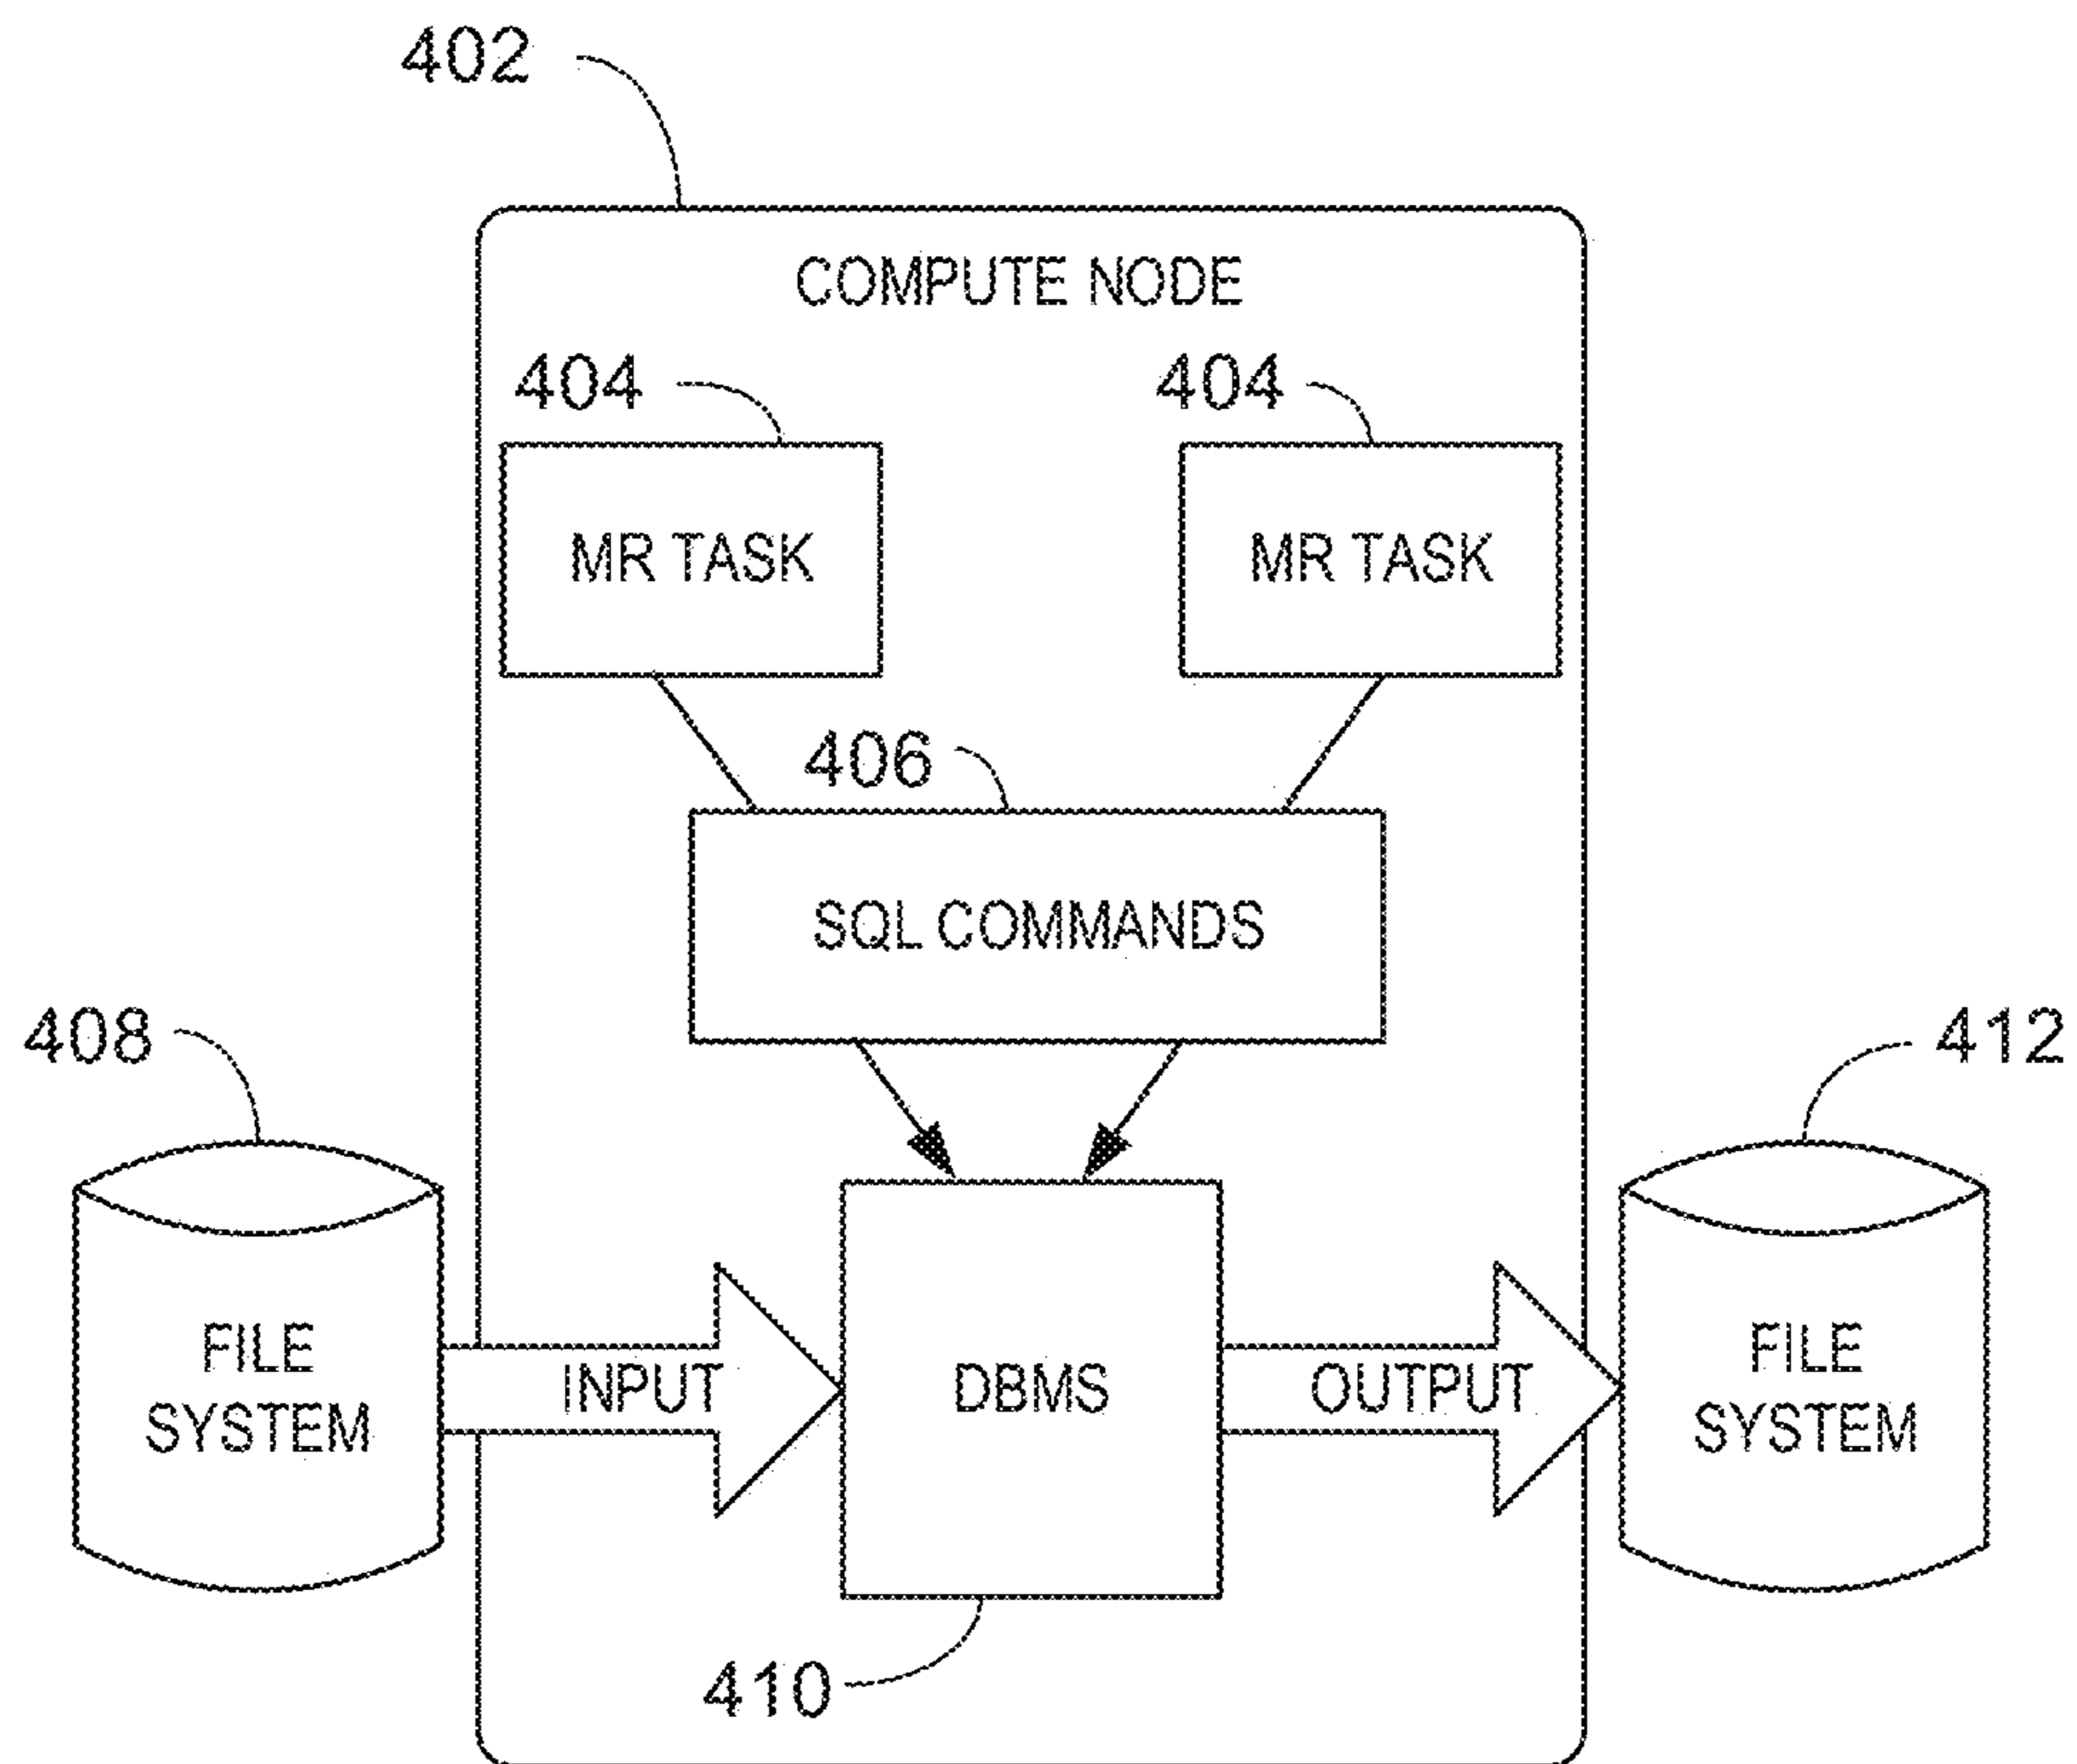 402
COMPUTE NODE
404
404
MR TASK
MR TASK
406
SQL COMMANDS
408
412
FILE
SYSTEM
INPUT
DBMS
OUTPUT
FILE
SYSTEM
410